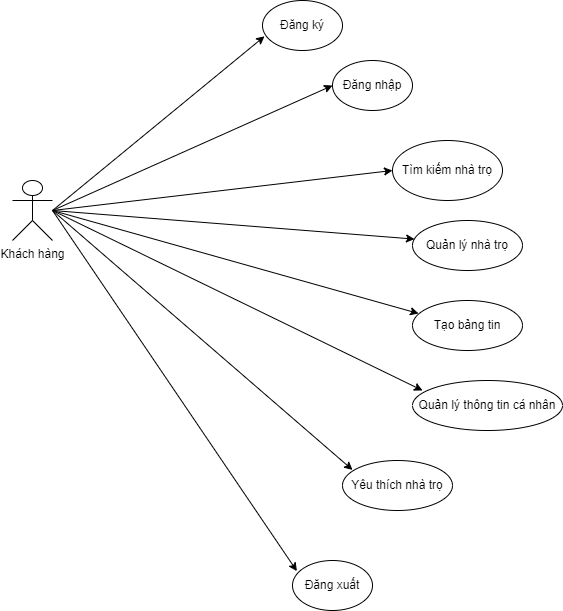 Đăng ký
Đăng nhập
Tìm kiếm nhà trọ
Khách hàng
Quản lý nhà trọ
Tạo bảng tin
Quản lý thông tin cá nhân
Yêu thích nhà trọ
Đăng xuất